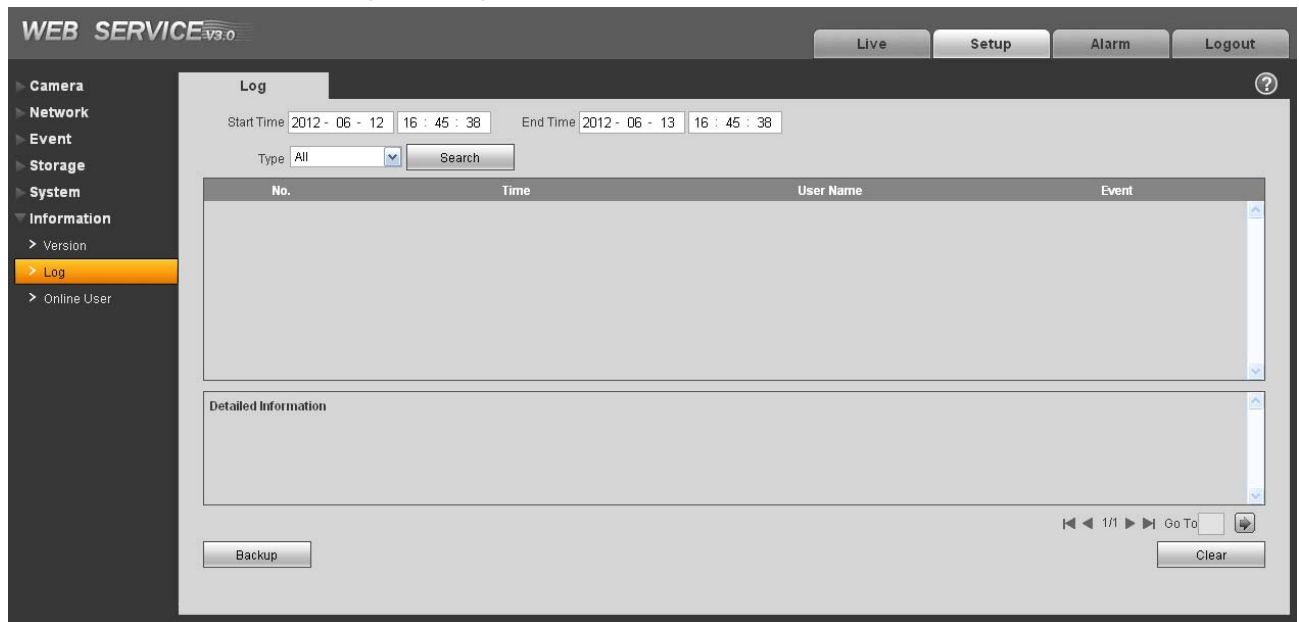 WEB SERVICE V3.0
Live Setup Alarm Logout
Camera
Network
Event
Storage
System
Information
Version
Log
Online User
Log
Start Time 2012 - 06 - 12 16 : 45 : 38 End Time 2012 - 06 - 13 16 : 45 : 38
Type All Search
No. Time User Name Event
Detailed Information
1/1 Go To
Backup Clear